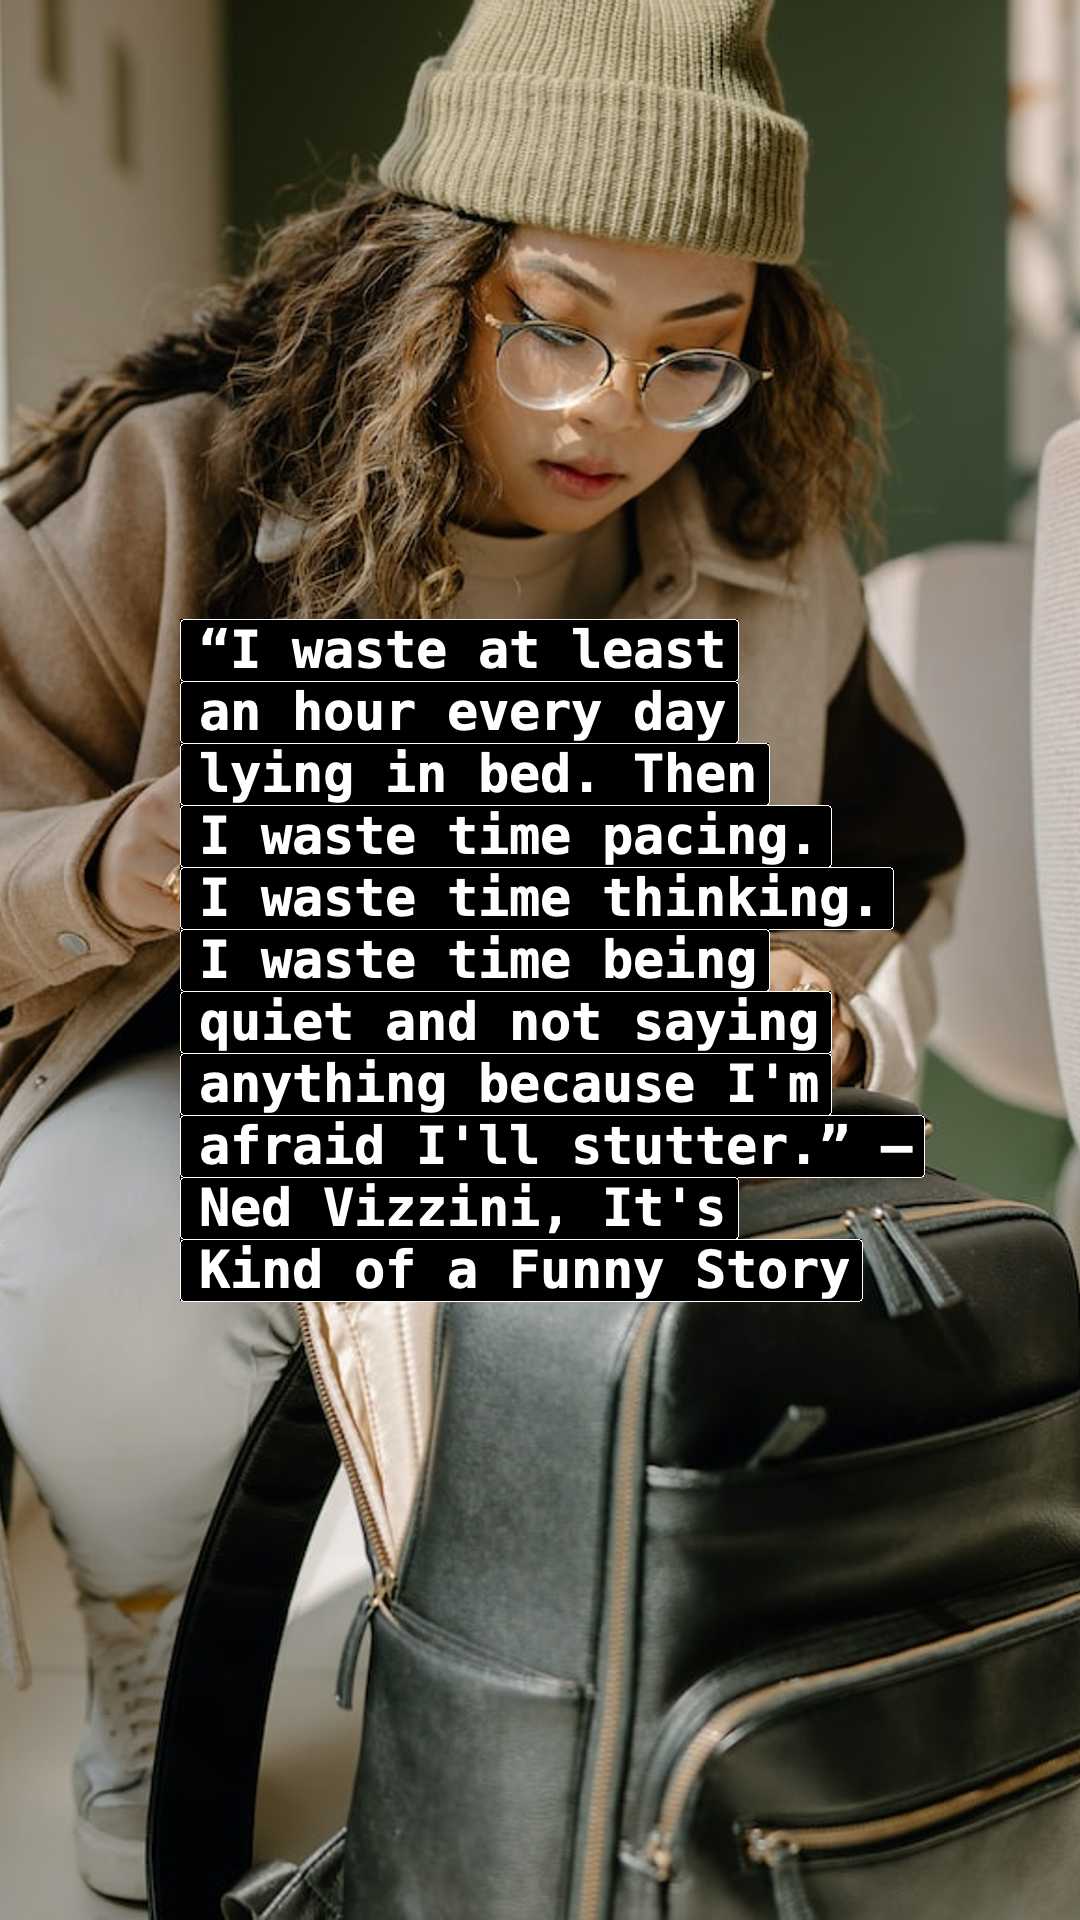 “I waste at least
an hour every day
lying in bed. Then
I waste time pacing.
I waste time thinking.
I waste time being
quiet and not saying
anything because I'm
afraid I'll stutter.” —
Ned Vizzini, It's
Kind of a Funny Story